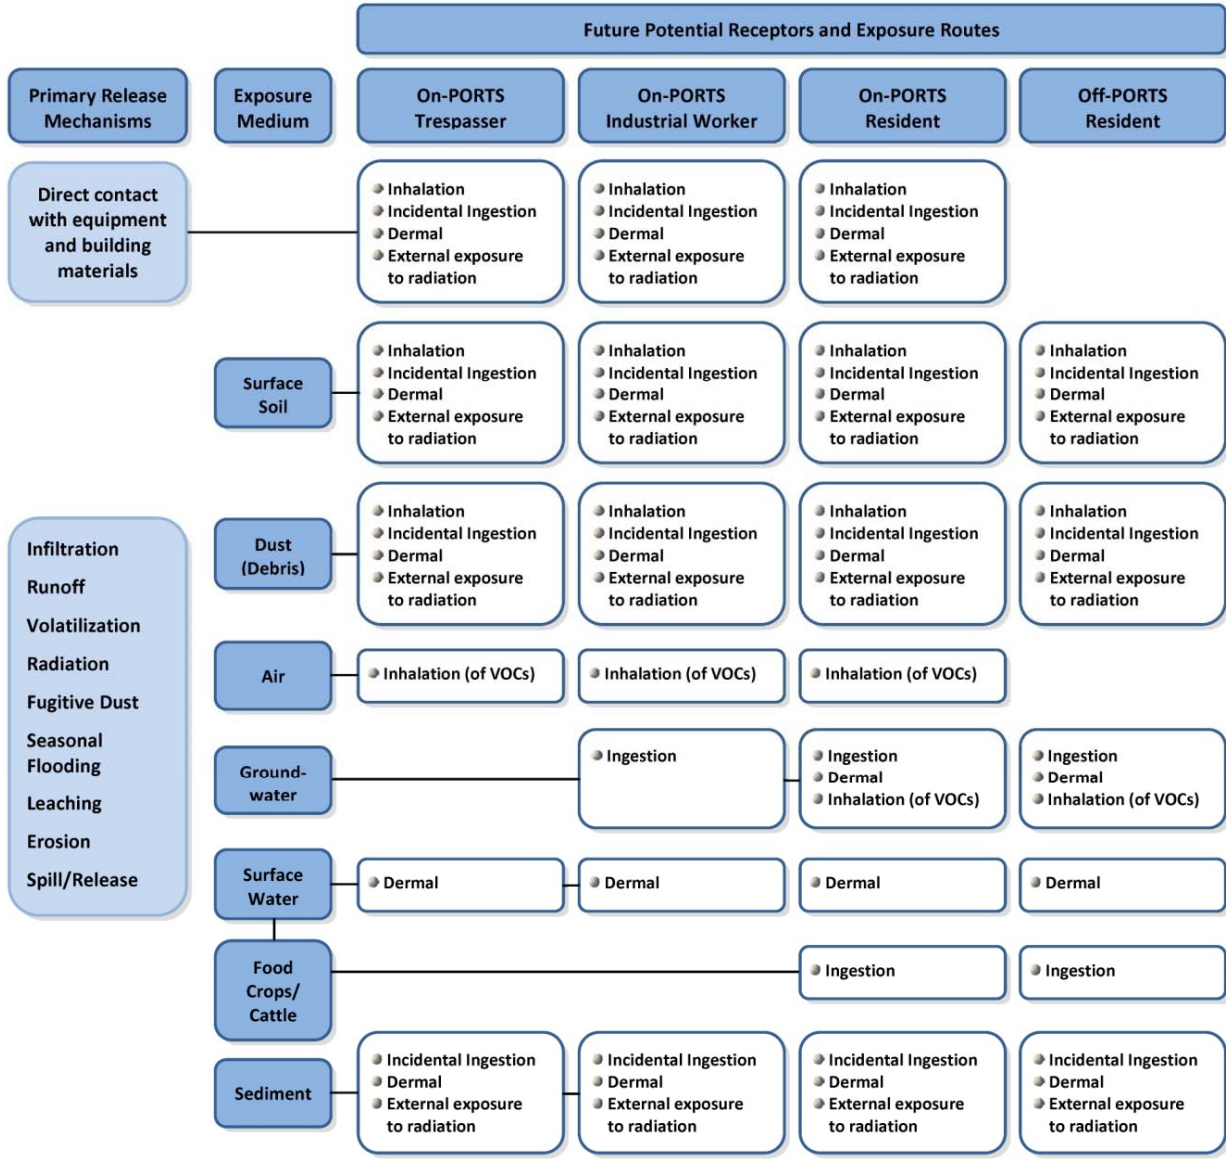 Future Potential Receptors and Exposure Routes
Primary Release
Mechanisms
Exposure
Medium
On-PORTS
Trespasser
On-PORTS
Industrial Worker
On-PORTS
Resident
Off-PORTS
Resident
Direct contact
with equipment
and building
materials
Inhalation
Incidental Ingestion
Dermal
External exposure
to radiation
Inhalation
Incidental Ingestion
Dermal
External exposure
to radiation
Inhalation
Incidental Ingestion
Dermal
External exposure
to radiation
Surface
Soil
Inhalation
Incidental Ingestion
Dermal
External exposure
to radiation
Inhalation
Incidental Ingestion
Dermal
External exposure
to radiation
Inhalation
Incidental Ingestion
Dermal
External exposure
to radiation
Inhalation
Incidental Ingestion
Dermal
External exposure
to radiation
Infiltration
Runoff
Volatilization
Radiation
Fugitive Dust
Seasonal
Flooding
Leaching
Erosion
Spill/Release
Dust
(Debris)
Inhalation
Incidental Ingestion
Dermal
External exposure
to radiation
Inhalation
Incidental Ingestion
Dermal
External exposure
to radiation
Inhalation
Incidental Ingestion
Dermal
External exposure
to radiation
Inhalation
Incidental Ingestion
Dermal
External exposure
to radiation
Air
Inhalation (of VOCs)
Inhalation (of VOCs)
Inhalation (of VOCs)
Ground-
water
Ingestion
Ingestion
Dermal
Inhalation (of VOCs)
Ingestion
Dermal
Inhalation (of VOCs)
Surface
Water
Dermal
Dermal
Dermal
Dermal
Food
Crops/
Cattle
Ingestion
Ingestion
Sediment
Incidental Ingestion
Dermal
External exposure
to radiation
Incidental Ingestion
Dermal
External exposure
to radiation
Incidental Ingestion
Dermal
External exposure
to radiation
Incidental Ingestion
Dermal
External exposure
to radiation